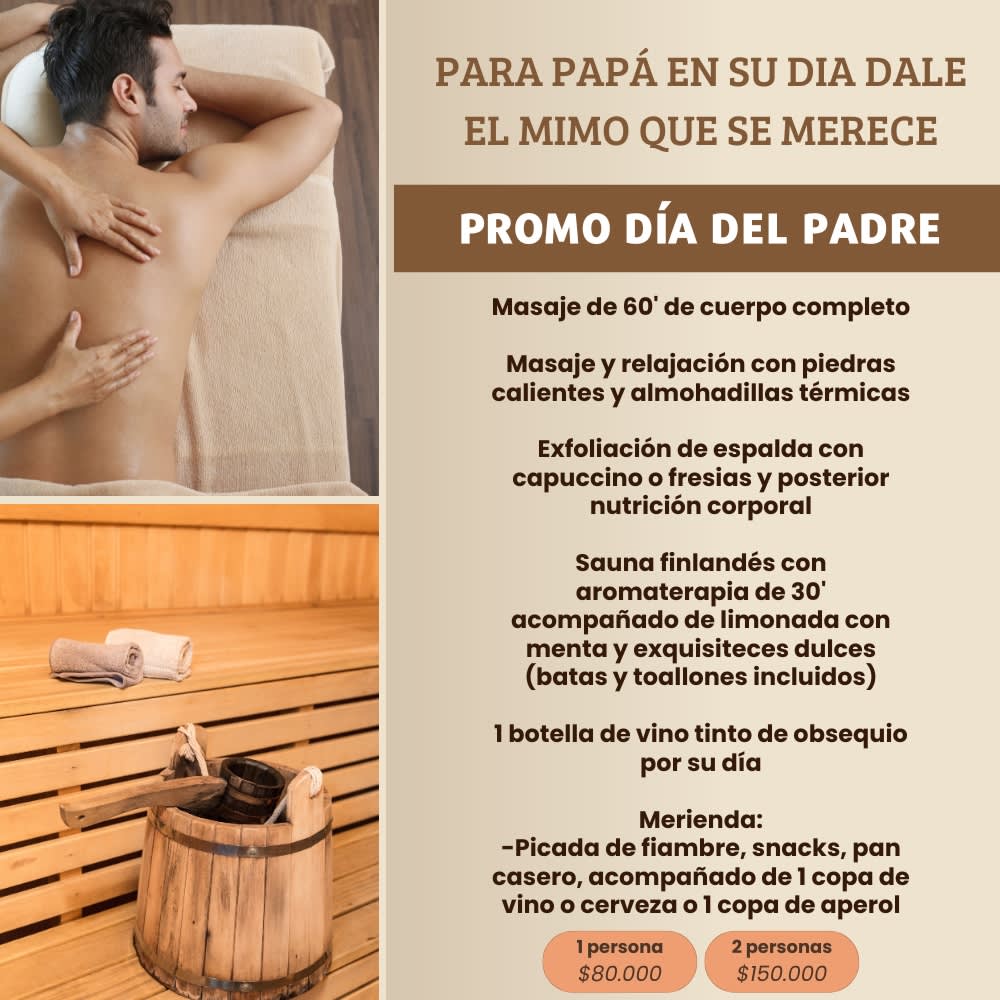 PARA PAPÁ EN SU DIA DALE
EL MIMO QUE SE MERECE
PROMO DÍA DEL PADRE
Masaje de 60' de cuerpo completo
Masaje y relajación con piedras
calientes y almohadillas térmicas
Exfoliación de espalda con
capuccino o fresias y posterior
nutrición corporal
Sauna finlandés con
aromaterapia de 30'
acompañado de limonada con
menta y exquisiteces dulces
(batas y toallones incluidos)
1 botella de vino tinto de obsequio
por su día
Merienda:
-Picada de fiambre, snacks, pan
casero, acompañado de 1 copa de
vino o cerveza o 1 copa de aperol
1 persona
$80.000
2 personas
$150.000